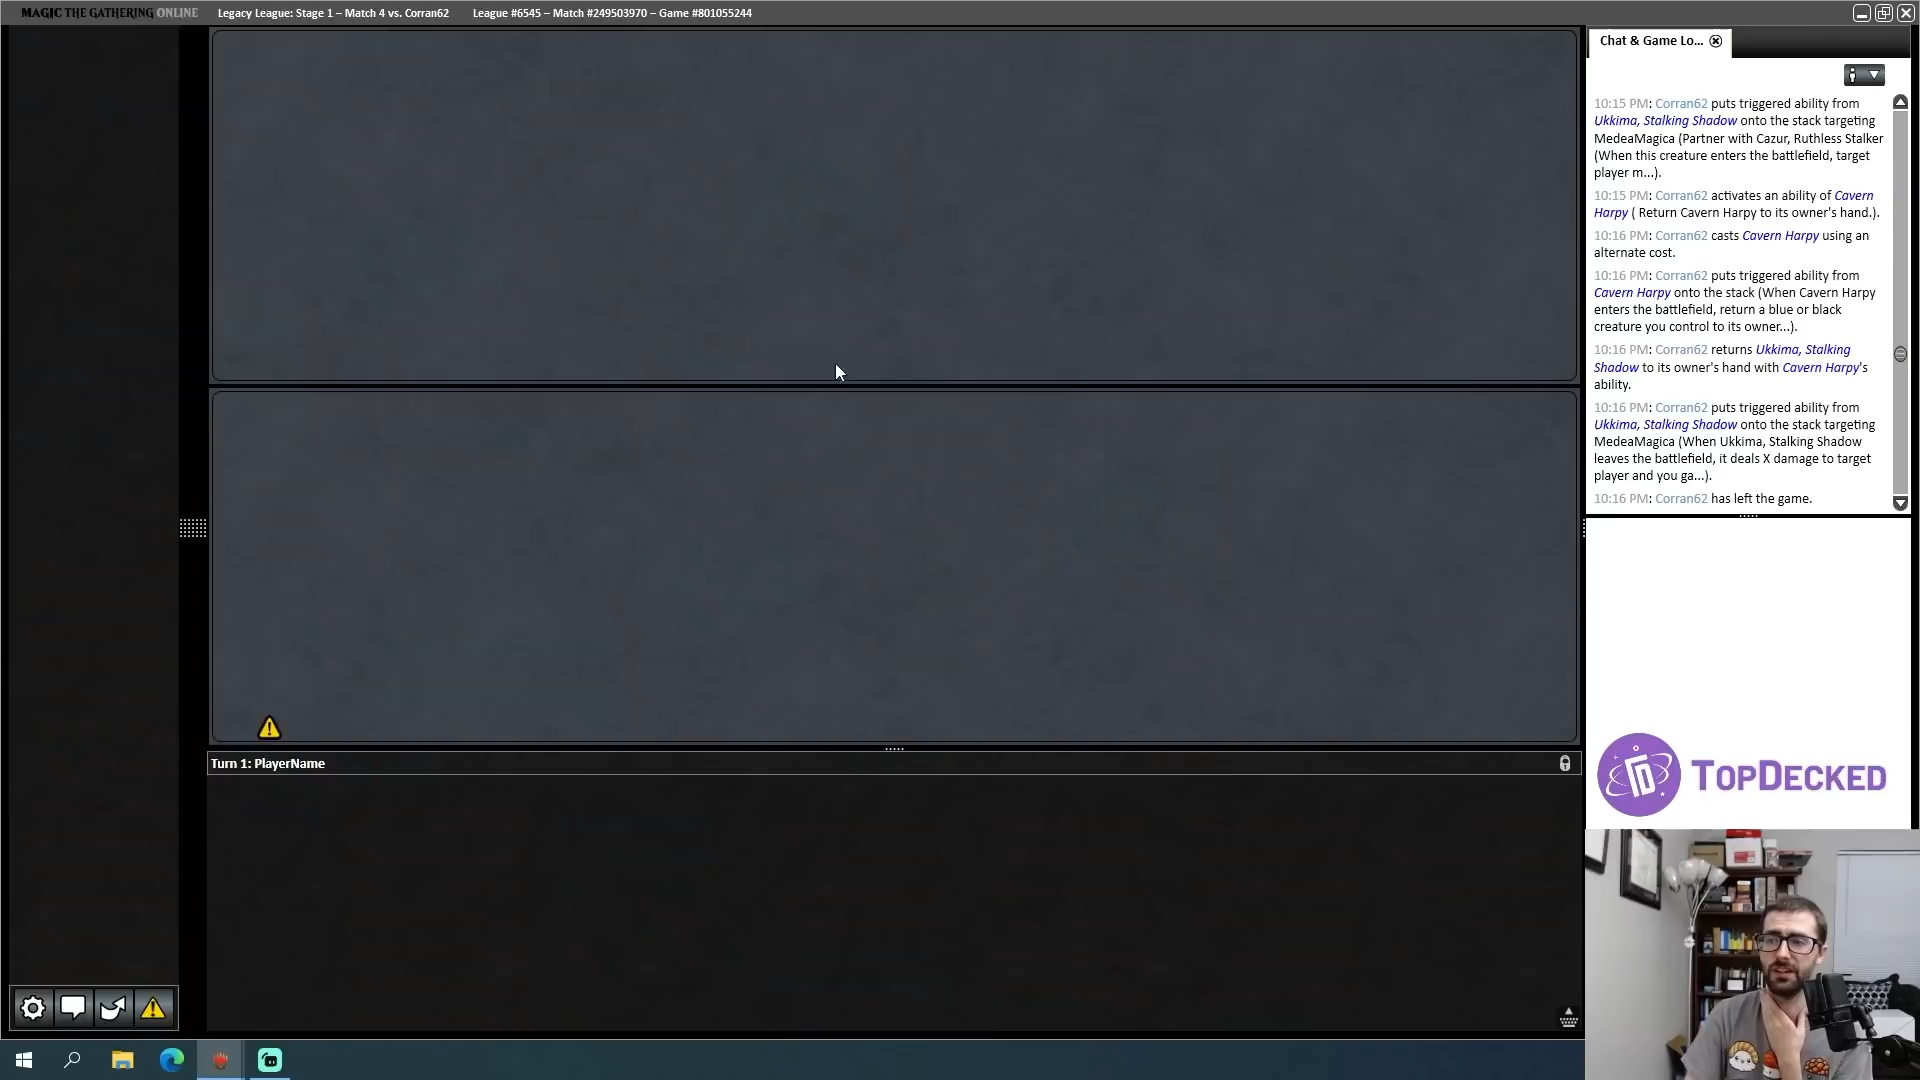 MAGIC THE GATHERING ONLINE
Legacy League: Stage 1 – Match 4 vs. Corran62
League #6545 – Match #249503970 – Game #801055244
Chat & Game Lo...
10:15 PM: Corran62 puts triggered ability from
Ukkima, Stalking Shadow onto the stack targeting
MedeaMagica (Partner with Cazur, Ruthless Stalker
(When this creature enters the battlefield, target
player m...).
10:15 PM: Corran62 activates an ability of Cavern
Harpy ( Return Cavern Harpy to its owner's hand.).
10:16 PM: Corran62 casts Cavern Harpy using an
alternate cost.
10:16 PM: Corran62 puts triggered ability from
Cavern Harpy onto the stack (When Cavern Harpy
enters the battlefield, return a blue or black
creature you control to its owner...).
10:16 PM: Corran62 returns Ukkima, Stalking
Shadow to its owner's hand with Cavern Harpy's
ability.
10:16 PM: Corran62 puts triggered ability from
Ukkima, Stalking Shadow onto the stack targeting
MedeaMagica (When Ukkima, Stalking Shadow
leaves the battlefield, it deals X damage to target
player and you ga...).
10:16 PM: Corran62 has left the game.
Turn 1: PlayerName
TOPDECKED